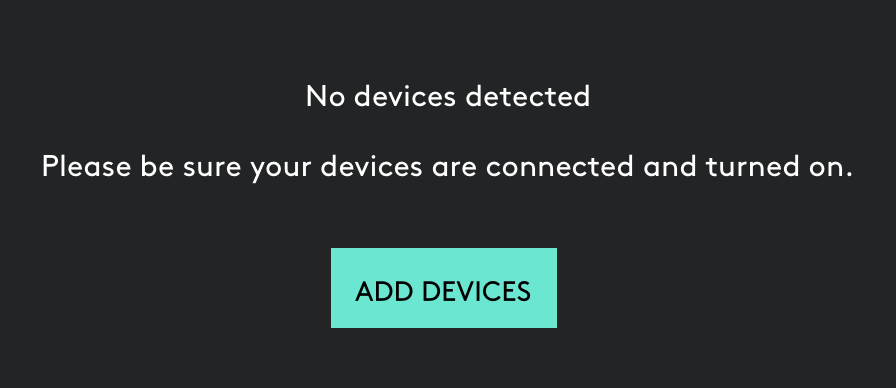 No devices detected
Please be sure your devices are connected and turned on.
ADD DEVICES